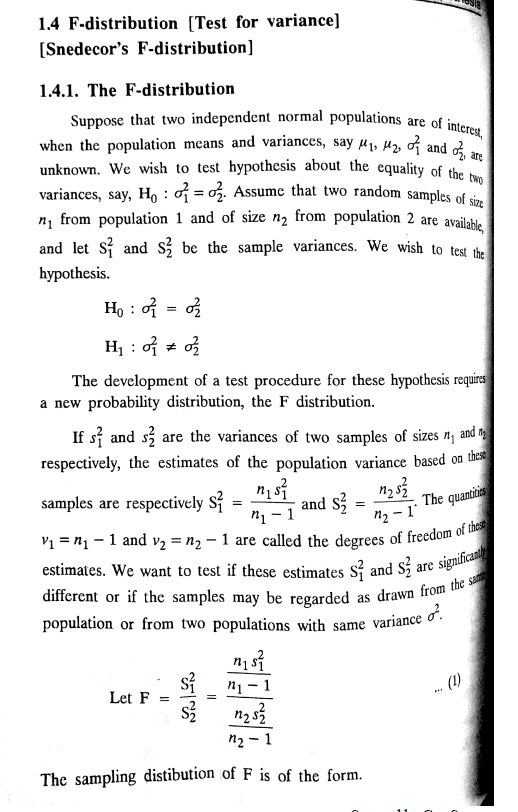 1.4 F-distribution [Test for variance]
[Snedecor's F-distribution]
1.4.1. The F-distribution
Suppose that two independent normal populations are of interest,
when the population means and variances, say μ₁, μ₂, σ₁² and σ₂², are
unknown. We wish to test hypothesis about the equality of the two
variances, say, H₀ : σ₁² = σ₂². Assume that two random samples of size
n₁ from population 1 and of size n₂ from population 2 are available,
and let S₁² and S₂² be the sample variances. We wish to test the
hypothesis.
H₀ : σ₁² = σ₂²
H₁ : σ₁² ≠ σ₂²
The development of a test procedure for these hypothesis requires
a new probability distribution, the F distribution.
If s₁² and s₂² are the variances of two samples of sizes n₁ and n₂
respectively, the estimates of the population variance based on these
samples are respectively S₁² = n₁s₁² / (n₁ − 1) and S₂² = n₂s₂² / (n₂ − 1). The quantities
ν₁ = n₁ − 1 and ν₂ = n₂ − 1 are called the degrees of freedom of these
estimates. We want to test if these estimates S₁² and S₂² are significantly
different or if the samples may be regarded as drawn from the same
population or from two populations with same variance σ².
Let F = S₁² / S₂² = (n₁s₁² / (n₁ − 1)) / (n₂s₂² / (n₂ − 1)) ... (1)
The sampling distibution of F is of the form.